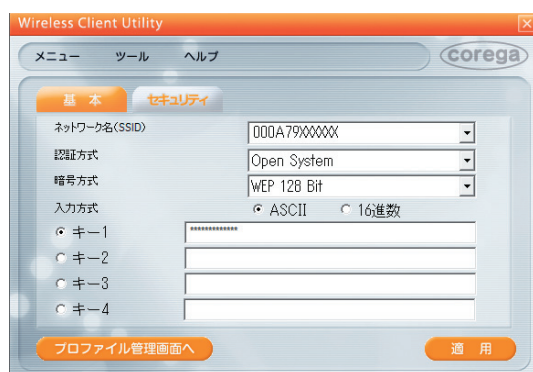 Wireless Client Utility
メニュー ツール ヘルプ corega
基 本 セキュリティ
ネットワーク名(SSID) 000A79XXXXXX
認証方式 Open System
暗号方式 WEP 128 Bit
入力方式 ASCII 16進数
キー1 *************
キー2
キー3
キー4
プロファイル管理画面へ 適 用